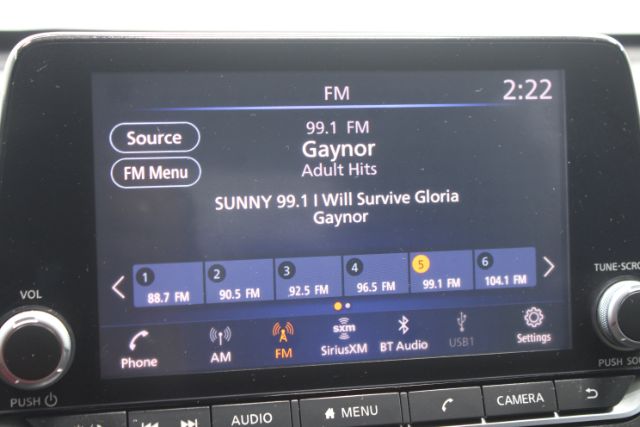 FM
2:22
99.1 FM
Source
Gaynor
Adult Hits
FM Menu
SUNNY 99.1 I Will Survive Gloria
Gaynor
1
2
3
4
5
6
88.7 FM
90.5 FM
92.5 FM
96.5 FM
99.1 FM
104.1 FM
sxm
Phone
AM
FM
SiriusXM
BT Audio
USB1
Settings
VOL
PUSH
TUNE-SCRO
PUSH SOU
AUDIO
MENU
CAMERA